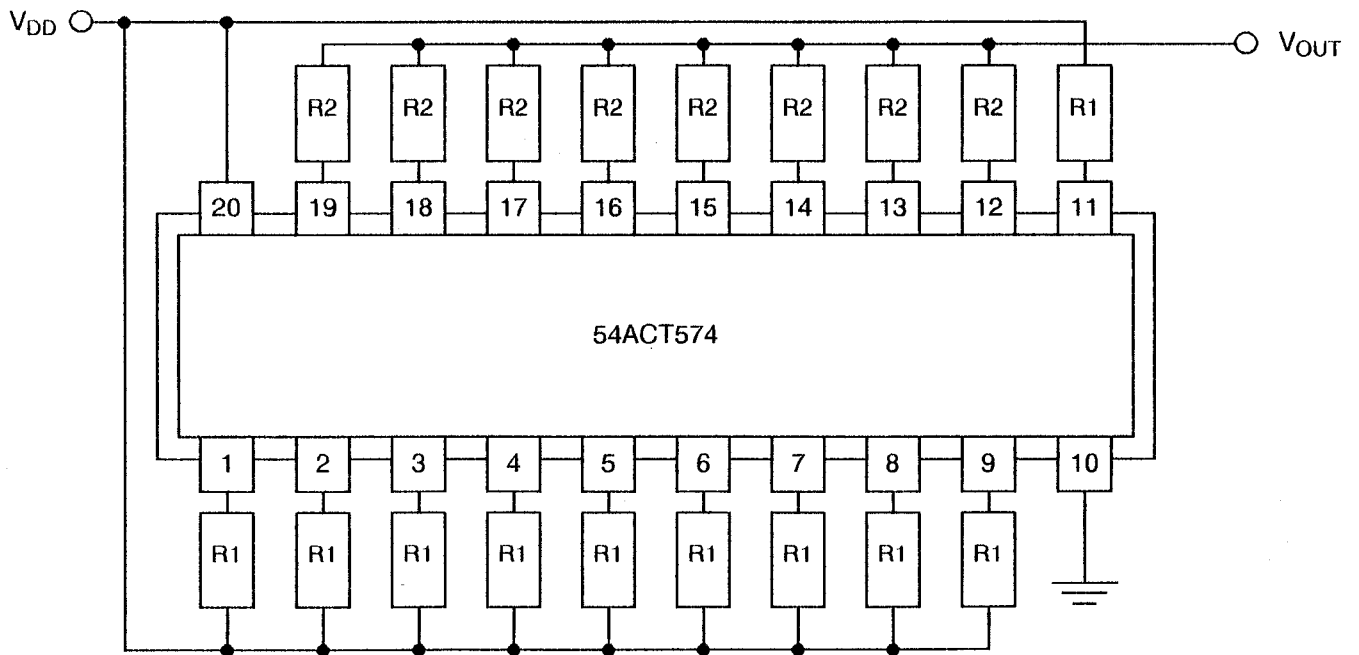 V_DD V_OUT
R2 R2 R2 R2 R2 R2 R2 R2 R1
20 19 18 17 16 15 14 13 12 11
54ACT574
1 2 3 4 5 6 7 8 9 10
R1 R1 R1 R1 R1 R1 R1 R1 R1